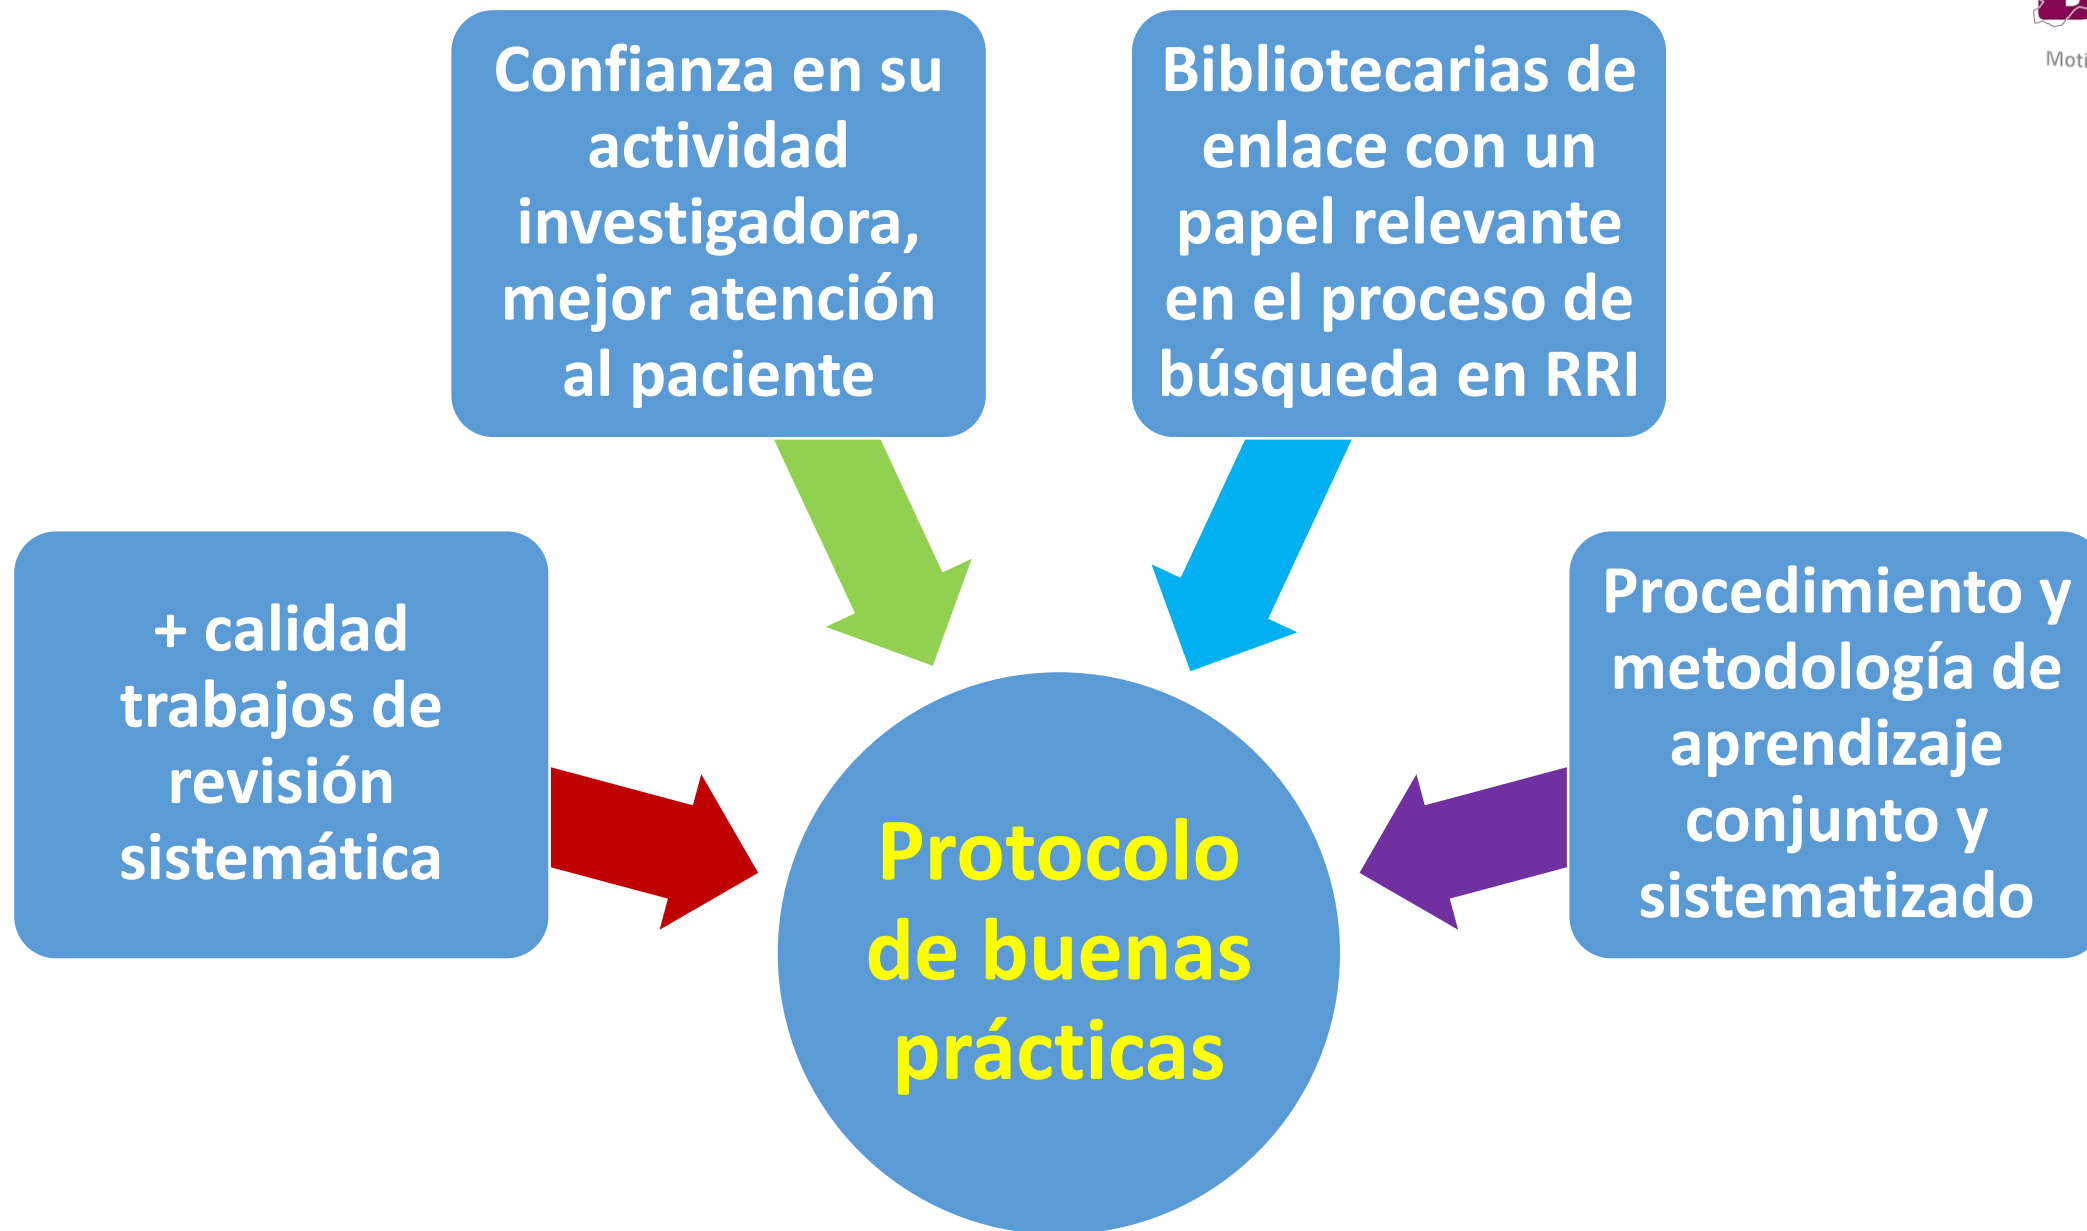 Confianza en su
actividad
investigadora,
mejor atención
al paciente
Bibliotecarias de
enlace con un
papel relevante
en el proceso de
búsqueda en RRI
+ calidad
trabajos de
revisión
sistemática
Procedimiento y
metodología de
aprendizaje
conjunto y
sistematizado
Protocolo
de buenas
prácticas